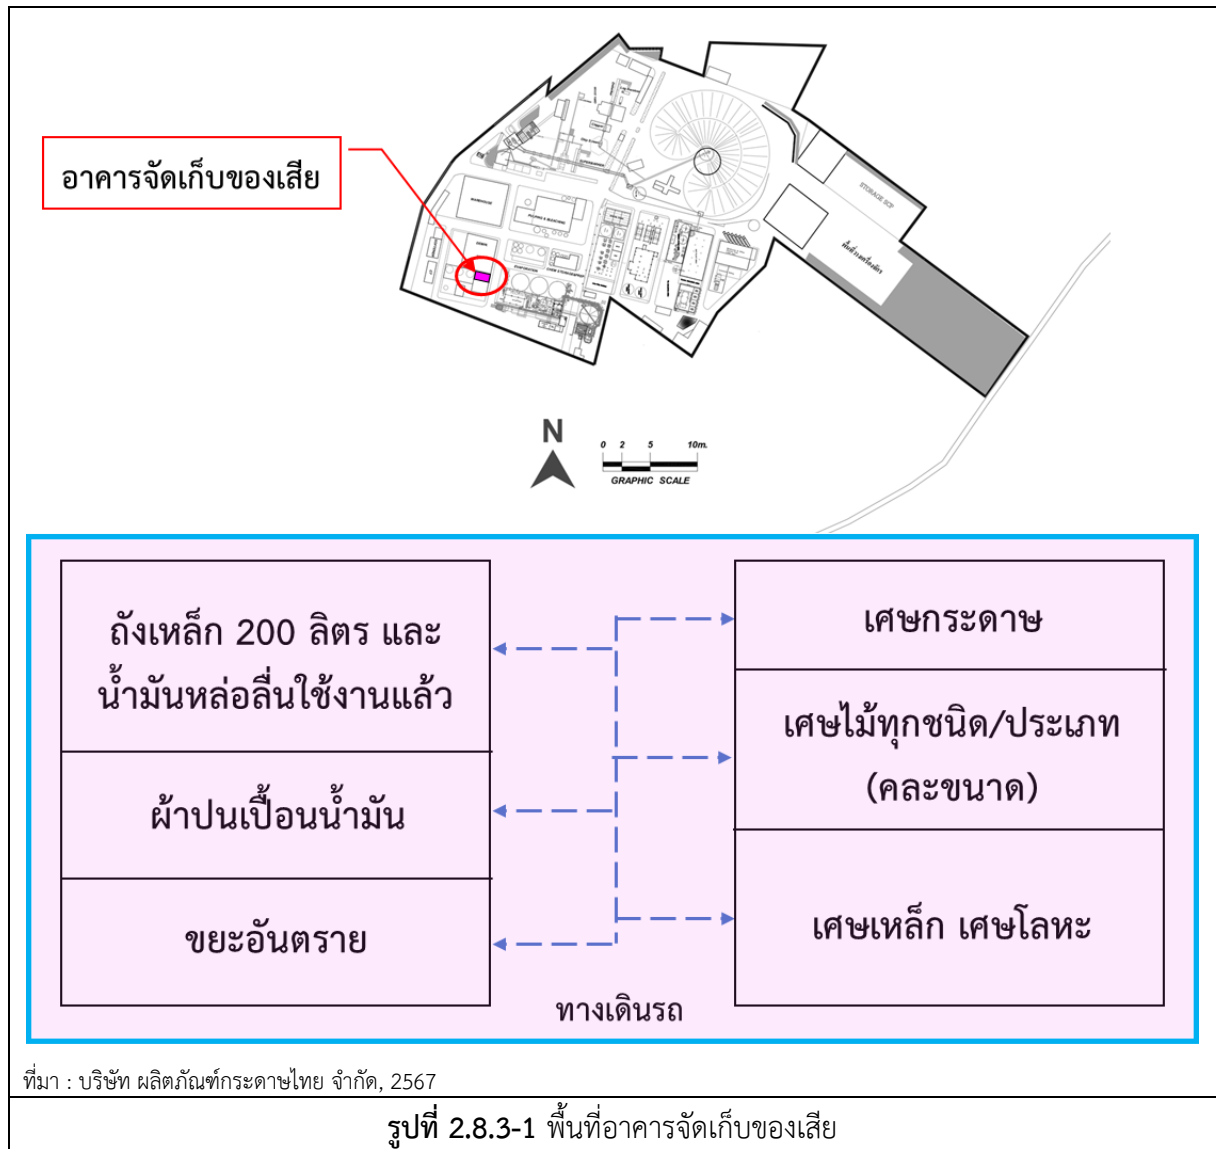 อาคารจัดเก็บของเสีย
WAREHOUSE
STORAGE SCP
N
0 2 5 10m.
GRAPHIC SCALE
ถังเหล็ก 200 ลิตร และ
น้ำมันหล่อลื่นใช้งานแล้ว
ผ้าปนเปื้อนน้ำมัน
ขยะอันตราย
เศษกระดาษ
เศษไม้ทุกชนิด/ประเภท
(คละขนาด)
เศษเหล็ก เศษโลหะ
ทางเดินรถ
ที่มา : บริษัท ผลิตภัณฑ์กระดาษไทย จำกัด, 2567
รูปที่ 2.8.3-1 พื้นที่อาคารจัดเก็บของเสีย